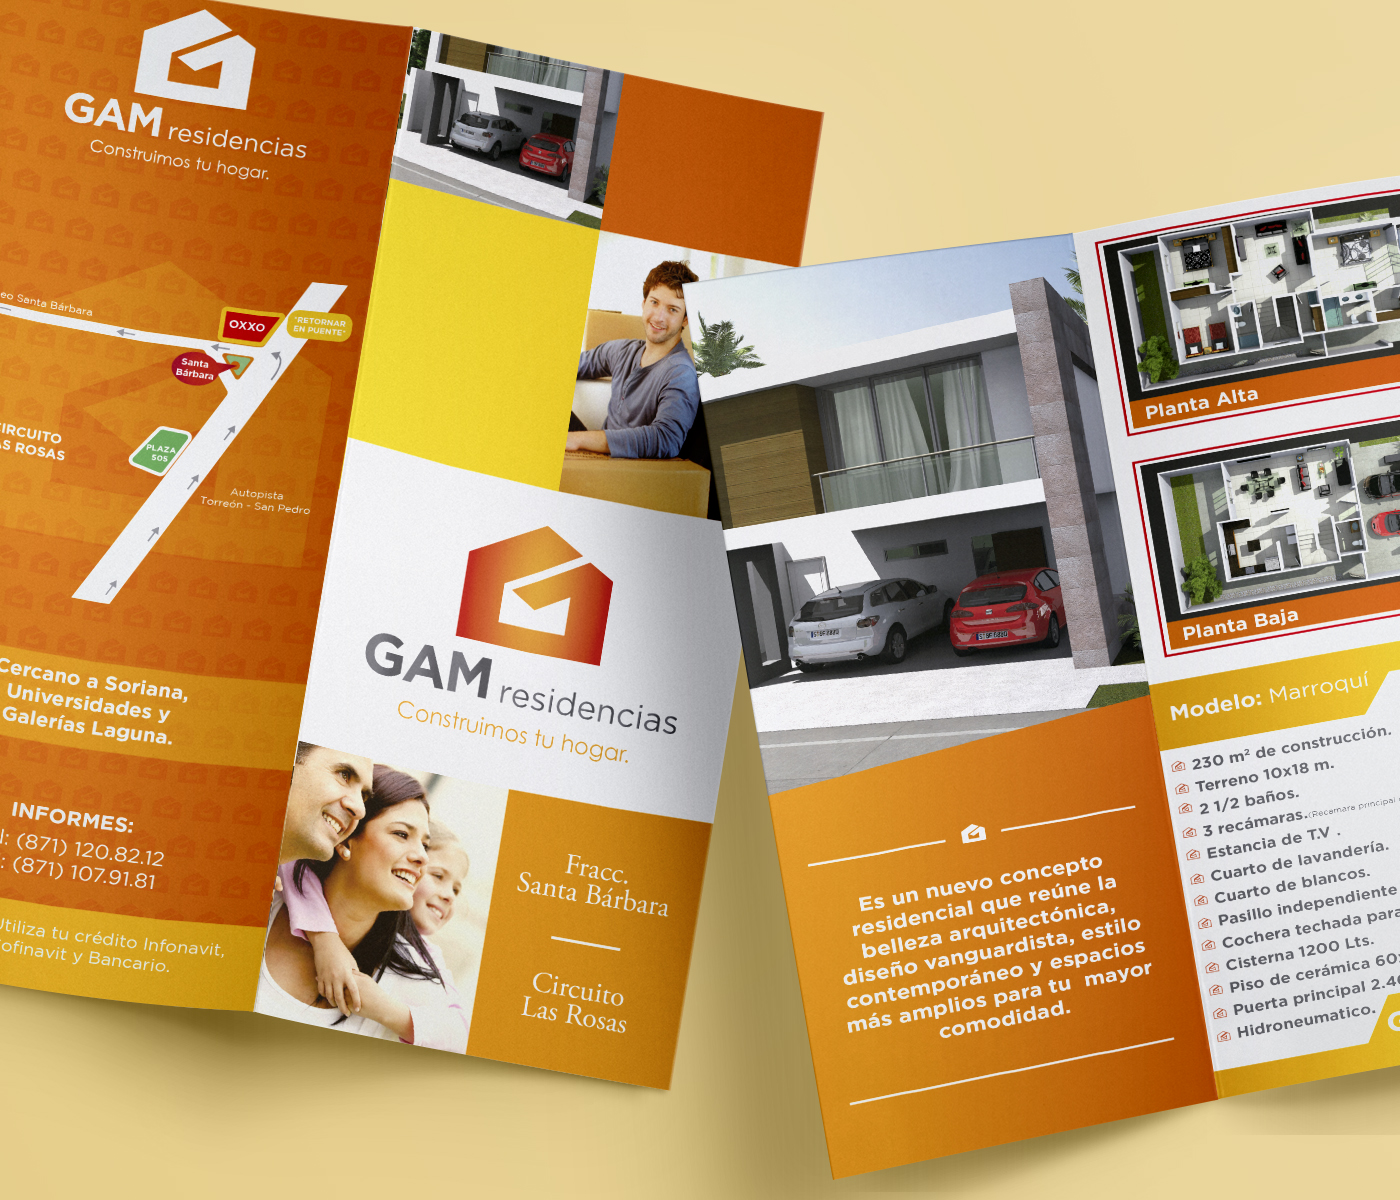 GAM residencias
Construimos tu hogar.
eo Santa Bárbara
OXXO
"RETORNAR
EN PUENTE"
Santa
Bárbara
PLAZA
505
Autopista
Torreón - San Pedro
IRCUITO
AS ROSAS
Cercano a Soriana,
Universidades y
Galerías Laguna.
INFORMES:
l: (871) 120.82.12
: (871) 107.91.81
Utiliza tu crédito Infonavit,
ofinavit y Bancario.
GAM residencias
Construimos tu hogar.
Fracc.
Santa Bárbara
Circuito
Las Rosas
Es un nuevo concepto
residencial que reúne la
belleza arquitectónica,
diseño vanguardista, estilo
contemporáneo y espacios
más amplios para tu mayor
comodidad.
Planta Alta
Planta Baja
Modelo: Marroquí
230 m² de construcción.
Terreno 10x18 m.
2 1/2 baños.
3 recámaras. (Recamara principal
Estancia de T.V .
Cuarto de lavandería.
Cuarto de blancos.
Pasillo independiente
Cochera techada para
Cisterna 1200 Lts.
Piso de cerámica 60
Puerta principal 2.4
Hidroneumatico.